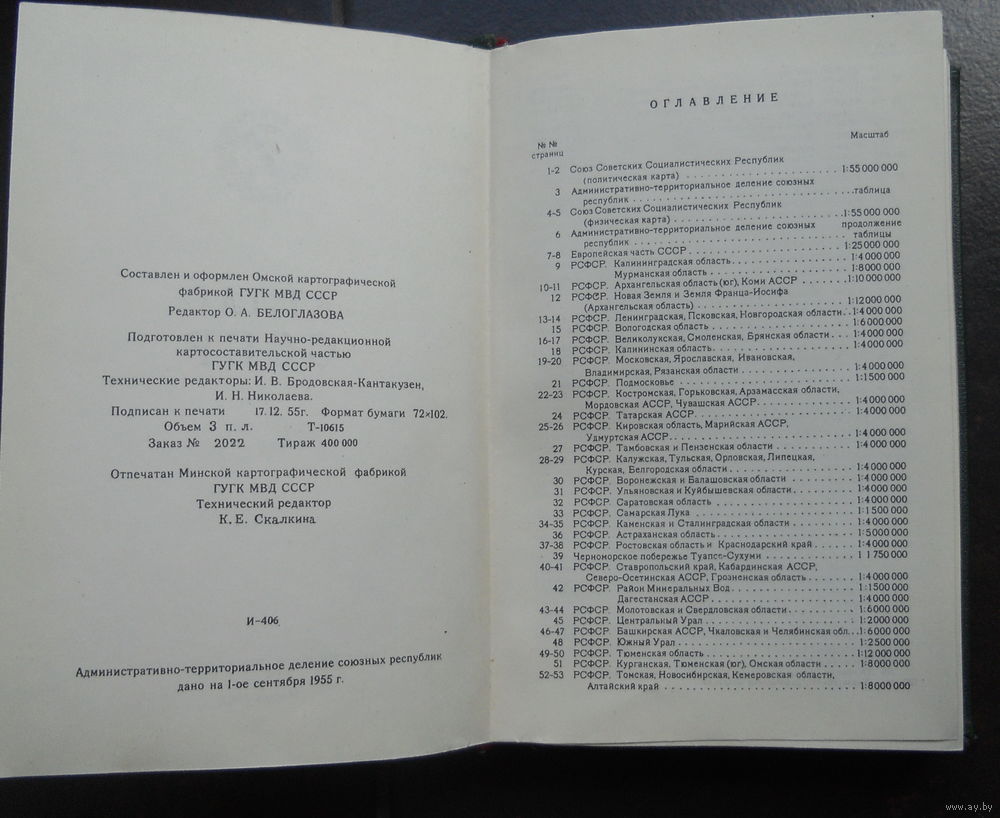 Составлен и оформлен Омской картографической
фабрикой ГУГК МВД СССР
Редактор О. А. БЕЛОГЛАЗОВА
Подготовлен к печати Научно-редакционной
картосоставительской частью
ГУГК МВД СССР
Технические редакторы: И. В. Бродовская-Кантакузен,
И. Н. Николаева.
Подписан к печати 17.12.55г. Формат бумаги 72×102.
Объем 3 п. л. Т-10615
Заказ № 2022 Тираж 400 000
Отпечатан Минской картографической фабрикой
ГУГК МВД СССР
Технический редактор
К. Е. Скалкина
И-406
Административно-территориальное деление союзных республик
дано на 1-ое сентября 1955 г.
ОГЛАВЛЕНИЕ
№ № Масштаб
страниц
1-2 Союз Советских Социалистических Республик
(политическая карта) 1:55 000 000
3 Административно-территориальное деление союзных
республик таблица
4-5 Союз Советских Социалистических Республик
(физическая карта) 1:55 000 000
6 Административно-территориальное деление союзных продолжение
республик таблицы
7-8 Европейская часть СССР 1:25 000 000
9 РСФСР. Калининградская область 1:4 000 000
Мурманская область 1:8 000 000
10-11 РСФСР. Архангельская область (юг), Коми АССР 1:10 000 000
12 РСФСР. Новая Земля и Земля Франца-Иосифа
(Архангельская область) 1:12 000 000
13-14 РСФСР. Ленинградская, Псковская, Новгородская области 1:4 000 000
15 РСФСР. Вологодская область 1:6 000 000
16-17 РСФСР. Великолукская, Смоленская, Брянская области 1:4 000 000
18 РСФСР. Калининская область 1:4 000 000
19-20 РСФСР. Московская, Ярославская, Ивановская,
Владимирская, Рязанская области 1:4 000 000
21 РСФСР. Подмосковье 1:1 500 000
22-23 РСФСР. Костромская, Горьковская, Арзамасская области,
Мордовская АССР, Чувашская АССР 1:4 000 000
24 РСФСР. Татарская АССР 1:4 000 000
25-26 РСФСР. Кировская область, Марийская АССР,
Удмуртская АССР 1:4 000 000
27 РСФСР. Тамбовская и Пензенская области 1:4 000 000
28-29 РСФСР. Калужская, Тульская, Орловская, Липецкая,
Курская, Белгородская области 1:4 000 000
30 РСФСР. Воронежская и Балашовская области 1:4 000 000
31 РСФСР. Ульяновская и Куйбышевская области 1:4 000 000
32 РСФСР. Саратовская область 1:4 000 000
33 РСФСР. Самарская Лука 1:1 500 000
34-35 РСФСР. Каменская и Сталинградская области 1:4 000 000
36 РСФСР. Астраханская область 1:5 000 000
37-38 РСФСР. Ростовская область и Краснодарский край 1:4 000 000
39 Черноморское побережье Туапсе-Сухуми 1 1 750 000
40-41 РСФСР. Ставропольский край, Кабардинская АССР,
Северо-Осетинская АССР, Грозненская область 1:4 000 000
42 РСФСР. Район Минеральных Вод 1:1 500 000
Дагестанская АССР 1:4 000 000
43-44 РСФСР. Молотовская и Свердловская области 1:6 000 000
45 РСФСР. Центральный Урал 1:2 000 000
46-47 РСФСР. Башкирская АССР, Чкаловская и Челябинская обл. 1:6 000 000
48 РСФСР. Южный Урал 1:2 500 000
49-50 РСФСР. Тюменская область 1:12 000 000
51 РСФСР. Курганская, Тюменская (юг), Омская области 1:8 000 000
52-53 РСФСР. Томская, Новосибирская, Кемеровская области,
Алтайский край 1:8 000 000
www.ay.by